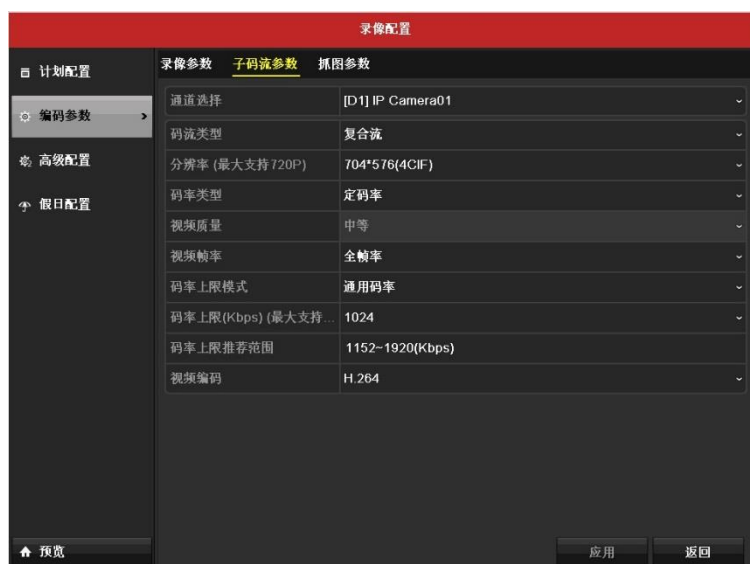 录像配置
计划配置
编码参数
高级配置
假日配置
预览
录像参数 子码流参数 抓图参数
通道选择 [D1] IP Camera01
码流类型 复合流
分辨率 (最大支持720P) 704*576(4CIF)
码率类型 定码率
视频质量 中等
视频帧率 全帧率
码率上限模式 通用码率
码率上限(Kbps) (最大支持... 1024
码率上限推荐范围 1152~1920(Kbps)
视频编码 H.264
应用 返回